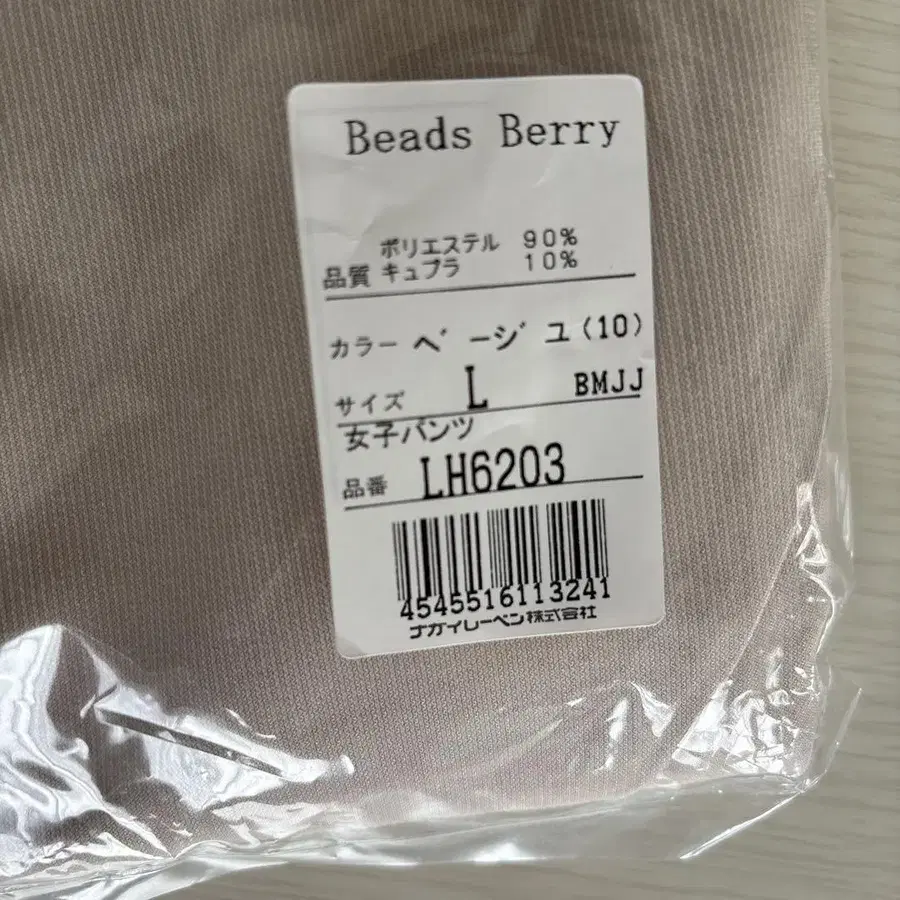 Beads Berry
ポリエステル 90%
品質 キュプラ 10%
カラー ベージユ(10)
サイズ L BMJJ
女子パンツ
品番 LH6203
4545516113241
ナガイレーベン株式会社